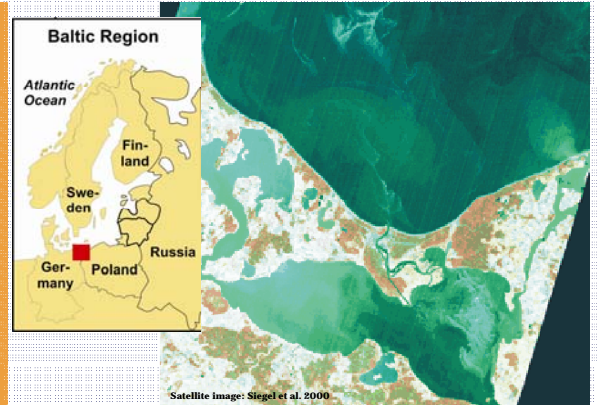 Baltic Region
Atlantic
Ocean
Fin-
land
Swe-
den
Russia
Ger-
many
Poland
Satellite image: Siegel et al. 2000